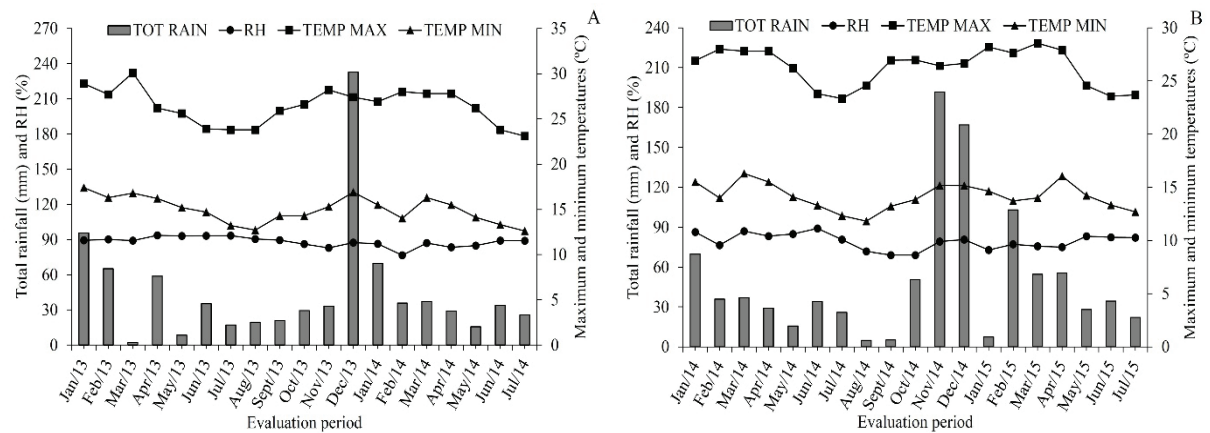 A
TOT RAIN RH TEMP MAX TEMP MIN
Total rainfall (mm) and RH (%)
270
240
210
180
150
120
90
60
30
0
35
30
25
20
15
10
5
0
Maximum and minimum temperatures (ºC)
Jan/13 Feb/13 Mar/13 Apr/13 May/13 Jun/13 Jul/13 Aug/13 Sept/13 Oct/13 Nov/13 Dec/13 Jan/14 Feb/14 Mar/14 Apr/14 May/14 Jun/14 Jul/14
Evaluation period
B
TOT RAIN RH TEMP MAX TEMP MIN
Total rainfall (mm) and RH (%)
240
210
180
150
120
90
60
30
0
30
25
20
15
10
5
0
Maximum and minimum temperatures (ºC)
Jan/14 Feb/14 Mar/14 Apr/14 May/14 Jun/14 Jul/14 Aug/14 Sept/14 Oct/14 Nov/14 Dec/14 Jan/15 Feb/15 Mar/15 Apr/15 May/15 Jun/15 Jul/15
Evaluation period